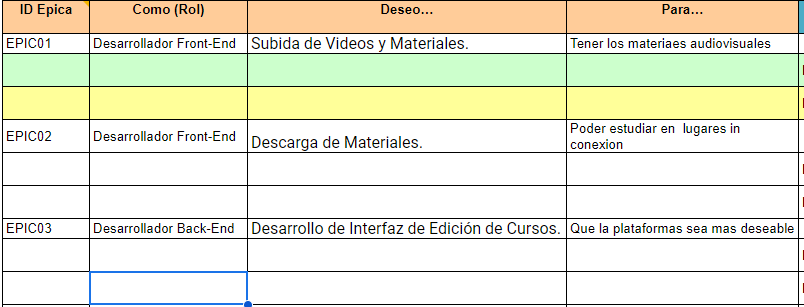 ID Epica Como (Rol) Deseo… Para…
EPIC01 Desarrollador Front-End Subida de Videos y Materiales. Tener los materiaes audiovisuales
EPIC02 Desarrollador Front-End Descarga de Materiales. Poder estudiar en lugares in
conexion
EPIC03 Desarrollador Back-End Desarrollo de Interfaz de Edición de Cursos. Que la plataformas sea mas deseable